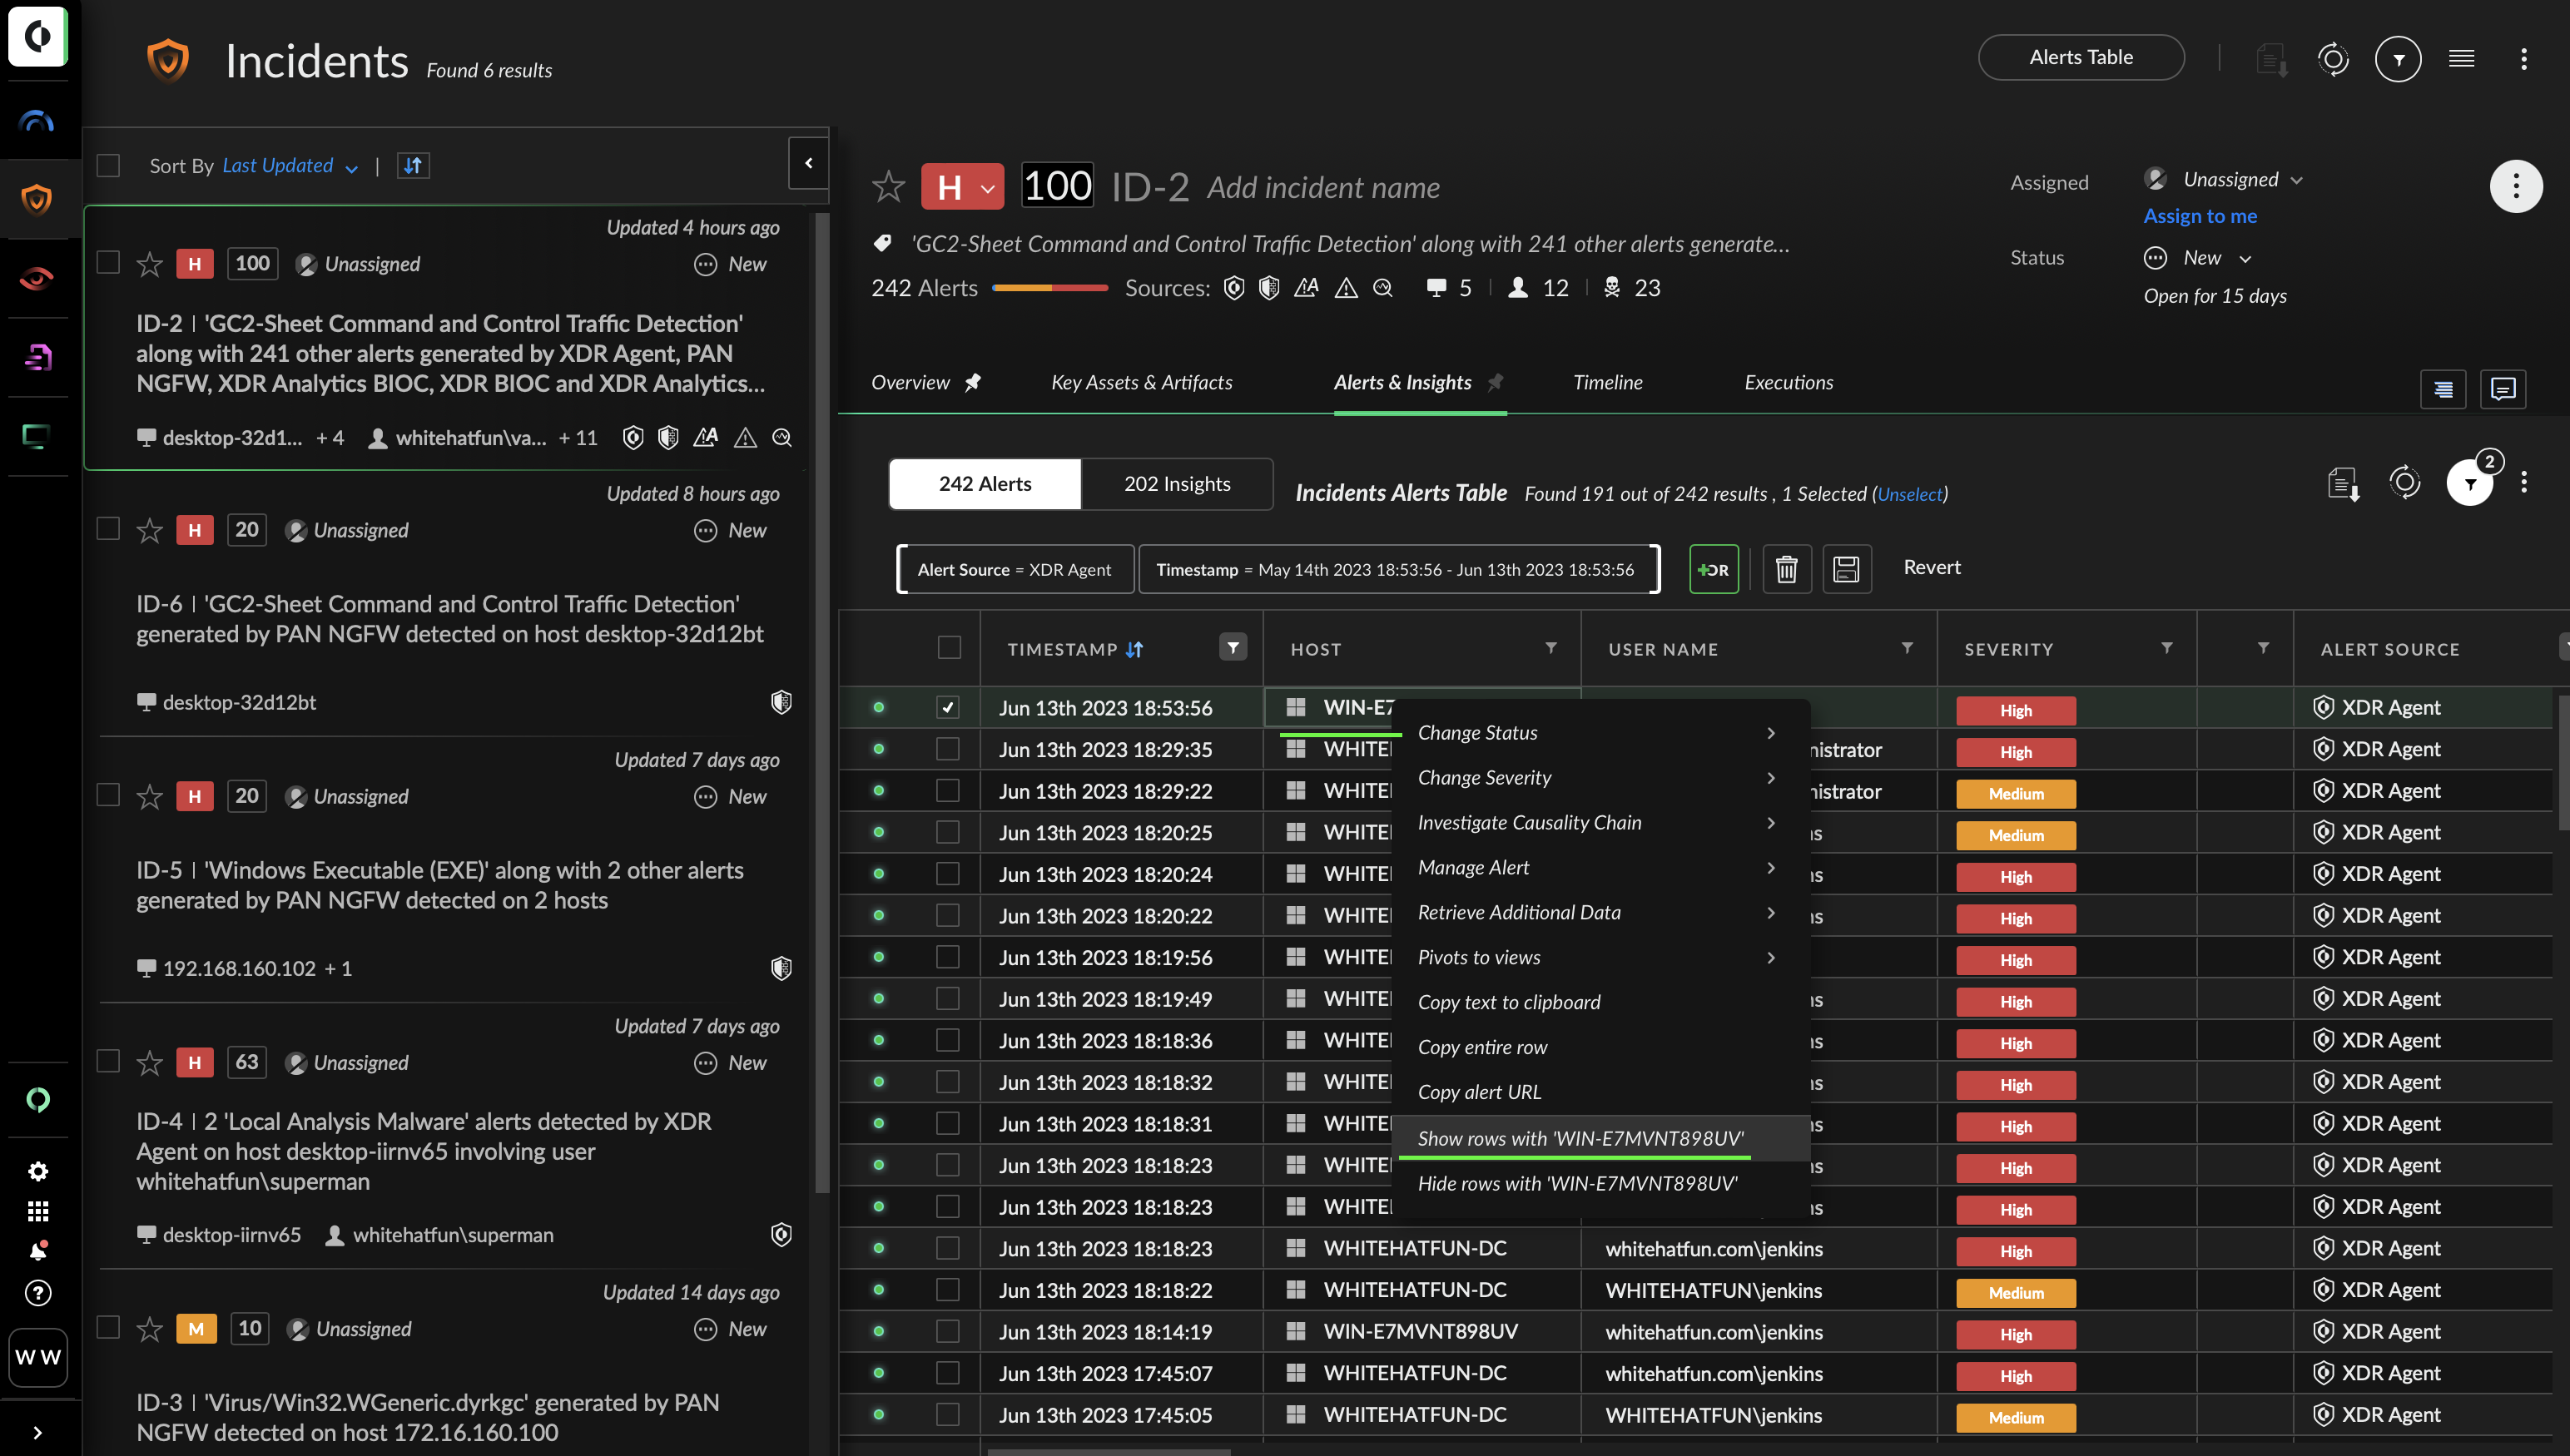 Incidents Found 6 results
Alerts Table
Sort By Last Updated
Updated 4 hours ago
H 100 Unassigned New
ID-2 | 'GC2-Sheet Command and Control Traffic Detection'
along with 241 other alerts generated by XDR Agent, PAN
NGFW, XDR Analytics BIOC, XDR BIOC and XDR Analytics...
desktop-32d1... + 4 whitehatfun\va... + 11
Updated 8 hours ago
H 20 Unassigned New
ID-6 | 'GC2-Sheet Command and Control Traffic Detection'
generated by PAN NGFW detected on host desktop-32d12bt
desktop-32d12bt
Updated 7 days ago
H 20 Unassigned New
ID-5 | 'Windows Executable (EXE)' along with 2 other alerts
generated by PAN NGFW detected on 2 hosts
192.168.160.102 + 1
Updated 7 days ago
H 63 Unassigned New
ID-4 | 2 'Local Analysis Malware' alerts detected by XDR
Agent on host desktop-iirnv65 involving user
whitehatfun\superman
desktop-iirnv65 whitehatfun\superman
Updated 14 days ago
M 10 Unassigned New
ID-3 | 'Virus/Win32.WGeneric.dyrkgc' generated by PAN
NGFW detected on host 172.16.160.100
W W
H 100 ID-2 Add incident name
'GC2-Sheet Command and Control Traffic Detection' along with 241 other alerts generate...
242 Alerts Sources: 5 | 12 | 23
Assigned Unassigned
Assign to me
Status New
Open for 15 days
Overview Key Assets & Artifacts Alerts & Insights Timeline Executions
242 Alerts 202 Insights Incidents Alerts Table Found 191 out of 242 results , 1 Selected (Unselect)
2
Alert Source = XDR Agent Timestamp = May 14th 2023 18:53:56 - Jun 13th 2023 18:53:56 +OR Revert
TIMESTAMP HOST USER NAME SEVERITY ALERT SOURCE
Jun 13th 2023 18:53:56 WIN-E7 High XDR Agent
Jun 13th 2023 18:29:35 WHITE nistrator High XDR Agent
Jun 13th 2023 18:29:22 WHITE nistrator Medium XDR Agent
Jun 13th 2023 18:20:25 WHITE s Medium XDR Agent
Jun 13th 2023 18:20:24 WHITE s High XDR Agent
Jun 13th 2023 18:20:22 WHITE s High XDR Agent
Jun 13th 2023 18:19:56 WHITE High XDR Agent
Jun 13th 2023 18:19:49 WHITE s High XDR Agent
Jun 13th 2023 18:18:36 WHITE s High XDR Agent
Jun 13th 2023 18:18:32 WHITE s High XDR Agent
Jun 13th 2023 18:18:31 WHITE s High XDR Agent
Jun 13th 2023 18:18:23 WHITE s High XDR Agent
Jun 13th 2023 18:18:23 WHITE s High XDR Agent
Jun 13th 2023 18:18:23 WHITEHATFUN-DC whitehatfun.com\jenkins High XDR Agent
Jun 13th 2023 18:18:22 WHITEHATFUN-DC WHITEHATFUN\jenkins Medium XDR Agent
Jun 13th 2023 18:14:19 WIN-E7MVNT898UV whitehatfun.com\jenkins High XDR Agent
Jun 13th 2023 17:45:07 WHITEHATFUN-DC whitehatfun.com\jenkins High XDR Agent
Jun 13th 2023 17:45:05 WHITEHATFUN-DC WHITEHATFUN\jenkins Medium XDR Agent
Change Status
Change Severity
Investigate Causality Chain
Manage Alert
Retrieve Additional Data
Pivots to views
Copy text to clipboard
Copy entire row
Copy alert URL
Show rows with 'WIN-E7MVNT898UV'
Hide rows with 'WIN-E7MVNT898UV'